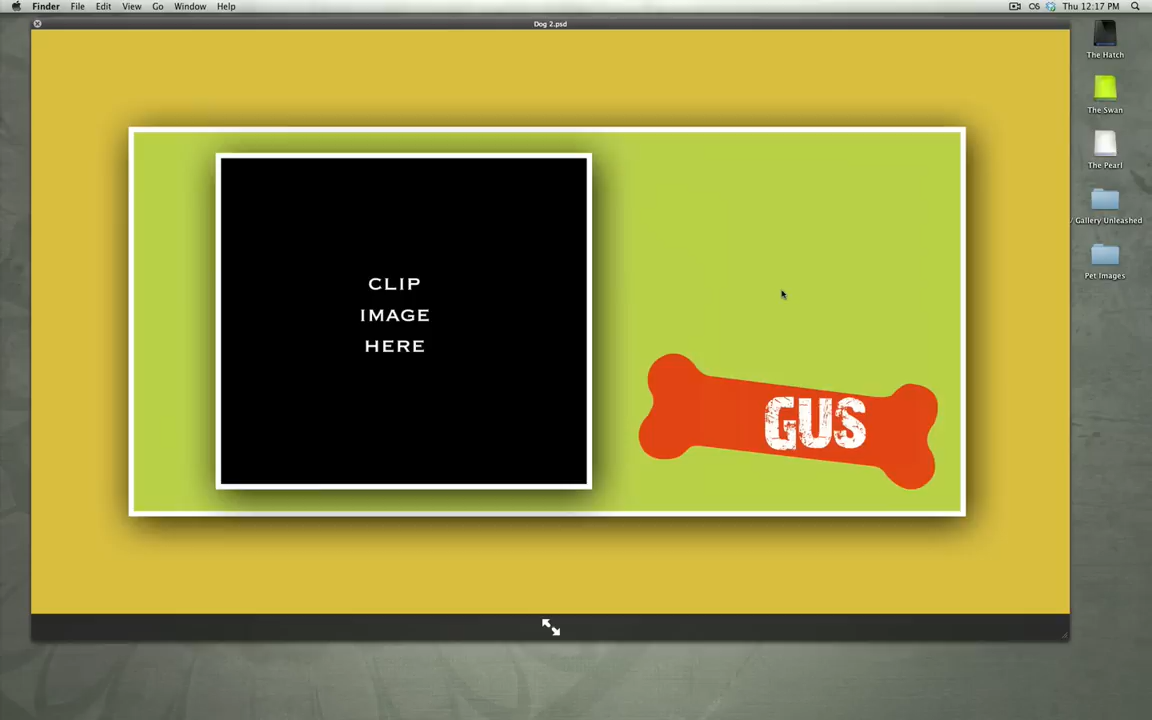 Finder File Edit View Go Window Help
Thu 12:17 PM
Dog 2.psd
The Hatch
The Swan
The Pearl
/ Gallery Unleashed
Pet Images
CLIP
IMAGE
HERE
GUS